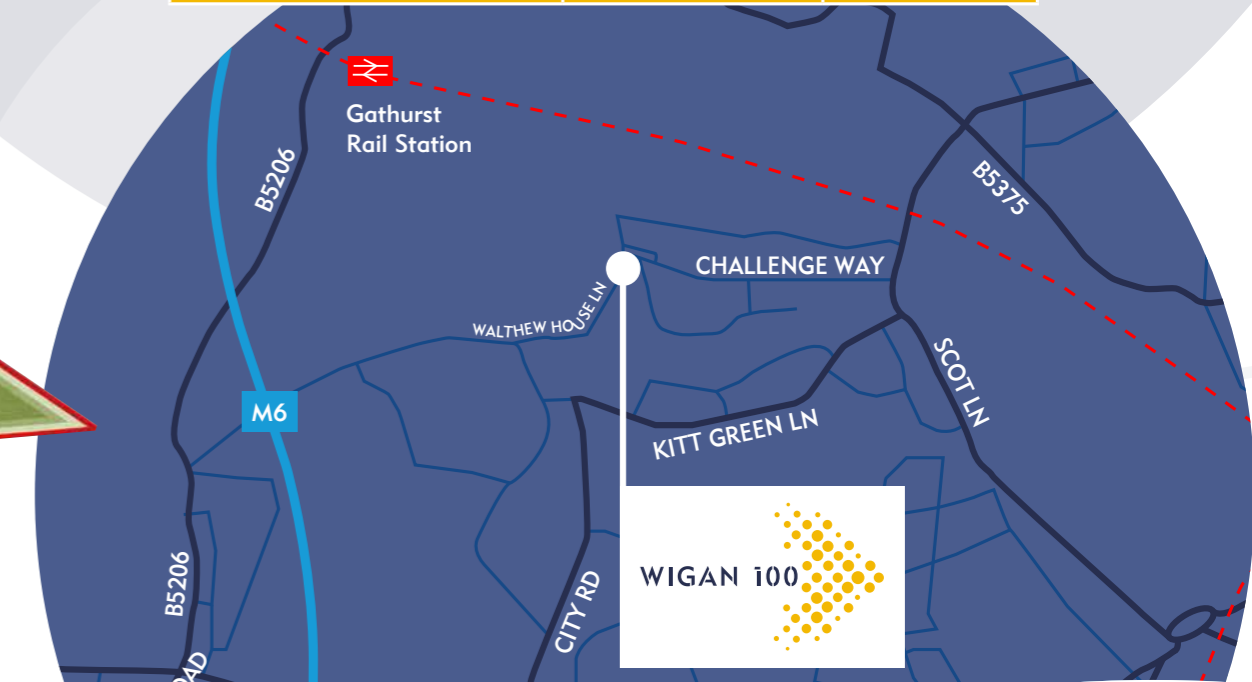 Gathurst
Rail Station
B5206
B5375
CHALLENGE WAY
WALTHEW HOUSE LN
SCOT LN
M6
KITT GREEN LN
WIGAN i00
B5206
CITY RD